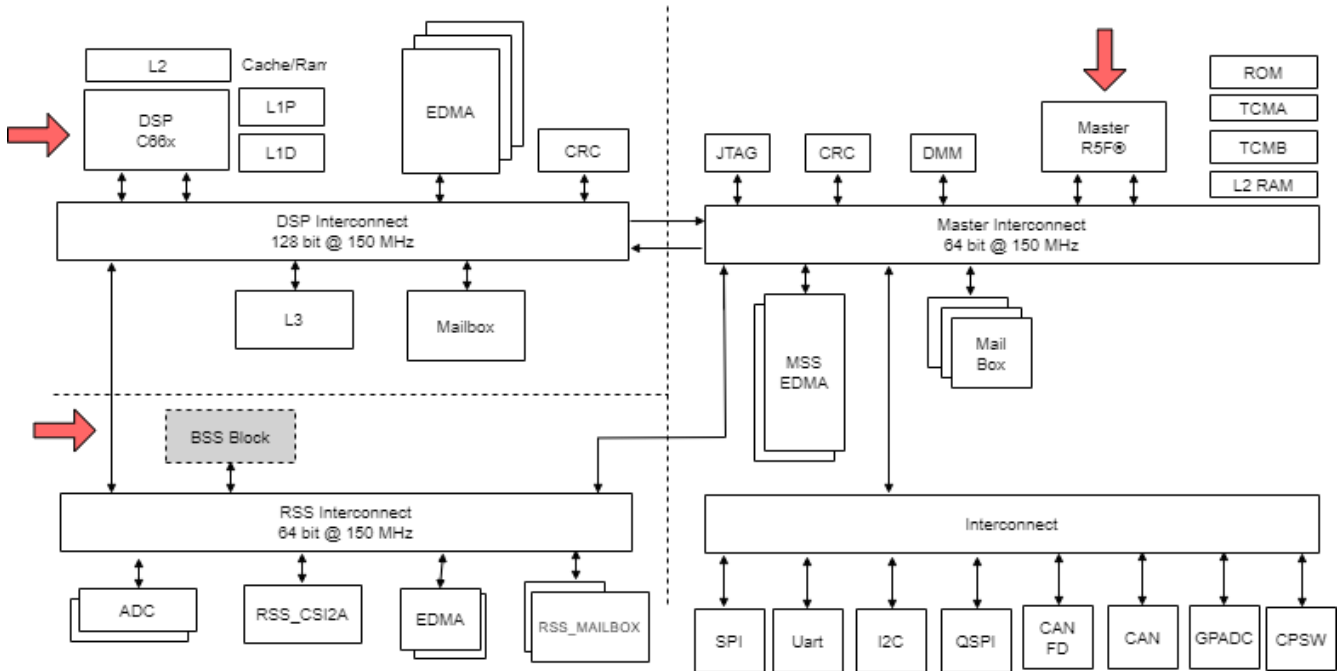 L2
Cache/Ram
DSP
C66x
L1P
L1D
EDMA
CRC
DSP Interconnect
128 bit @ 150 MHz
L3
Mailbox
JTAG
CRC
DMM
Master
R5F®
ROM
TCMA
TCMB
L2 RAM
Master Interconnect
64 bit @ 150 MHz
MSS
EDMA
Mail
Box
BSS Block
RSS Interconnect
64 bit @ 150 MHz
ADC
RSS_CSI2A
EDMA
RSS_MAILBOX
Interconnect
SPI
Uart
I2C
QSPI
CAN
FD
CAN
GPADC
CPSW